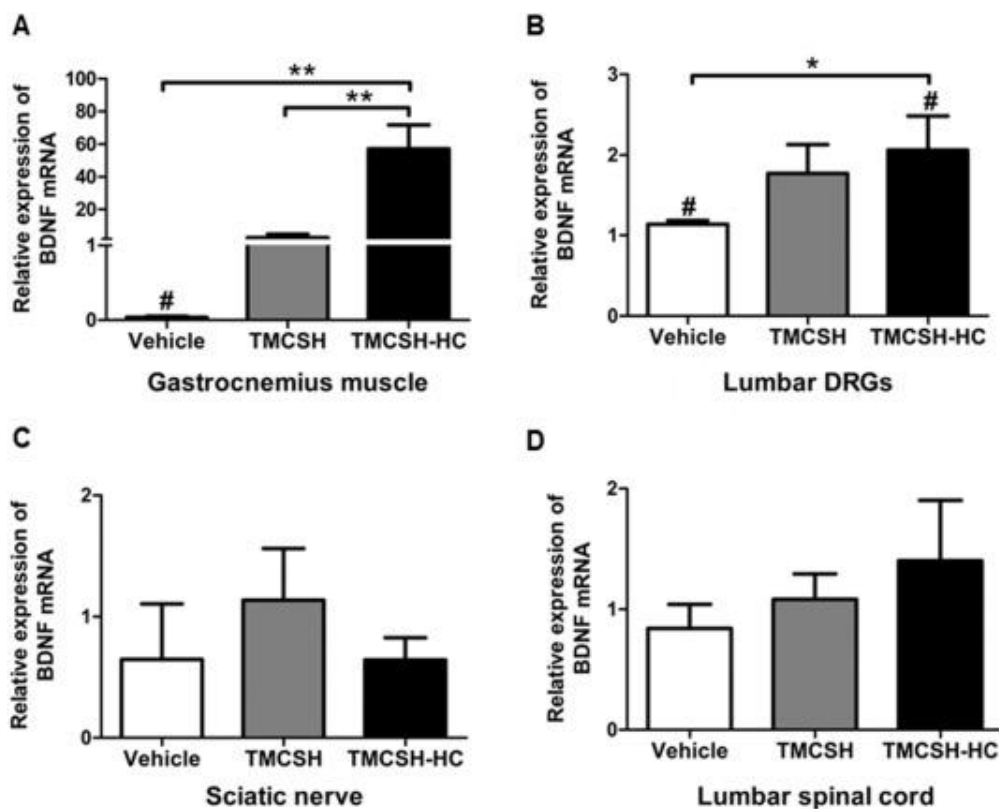 A
Relative expression of
BDNF mRNA
100
80
60
40
20
1
0
**
**
#
Vehicle
TMCSH
TMCSH-HC
Gastrocnemius muscle
B
Relative expression of
BDNF mRNA
3
2
1
0
*
#
#
Vehicle
TMCSH
TMCSH-HC
Lumbar DRGs
C
Relative expression of
BDNF mRNA
2
1
0
Vehicle
TMCSH
TMCSH-HC
Sciatic nerve
D
Relative expression of
BDNF mRNA
2
1
0
Vehicle
TMCSH
TMCSH-HC
Lumbar spinal cord